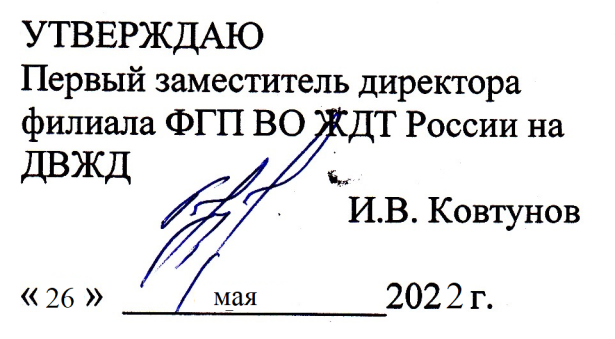 УТВЕРЖДАЮ
Первый заместитель директора
филиала ФГП ВО ЖДТ России на
ДВЖД
И.В. Ковтунов
« 26 » мая 2022 г.